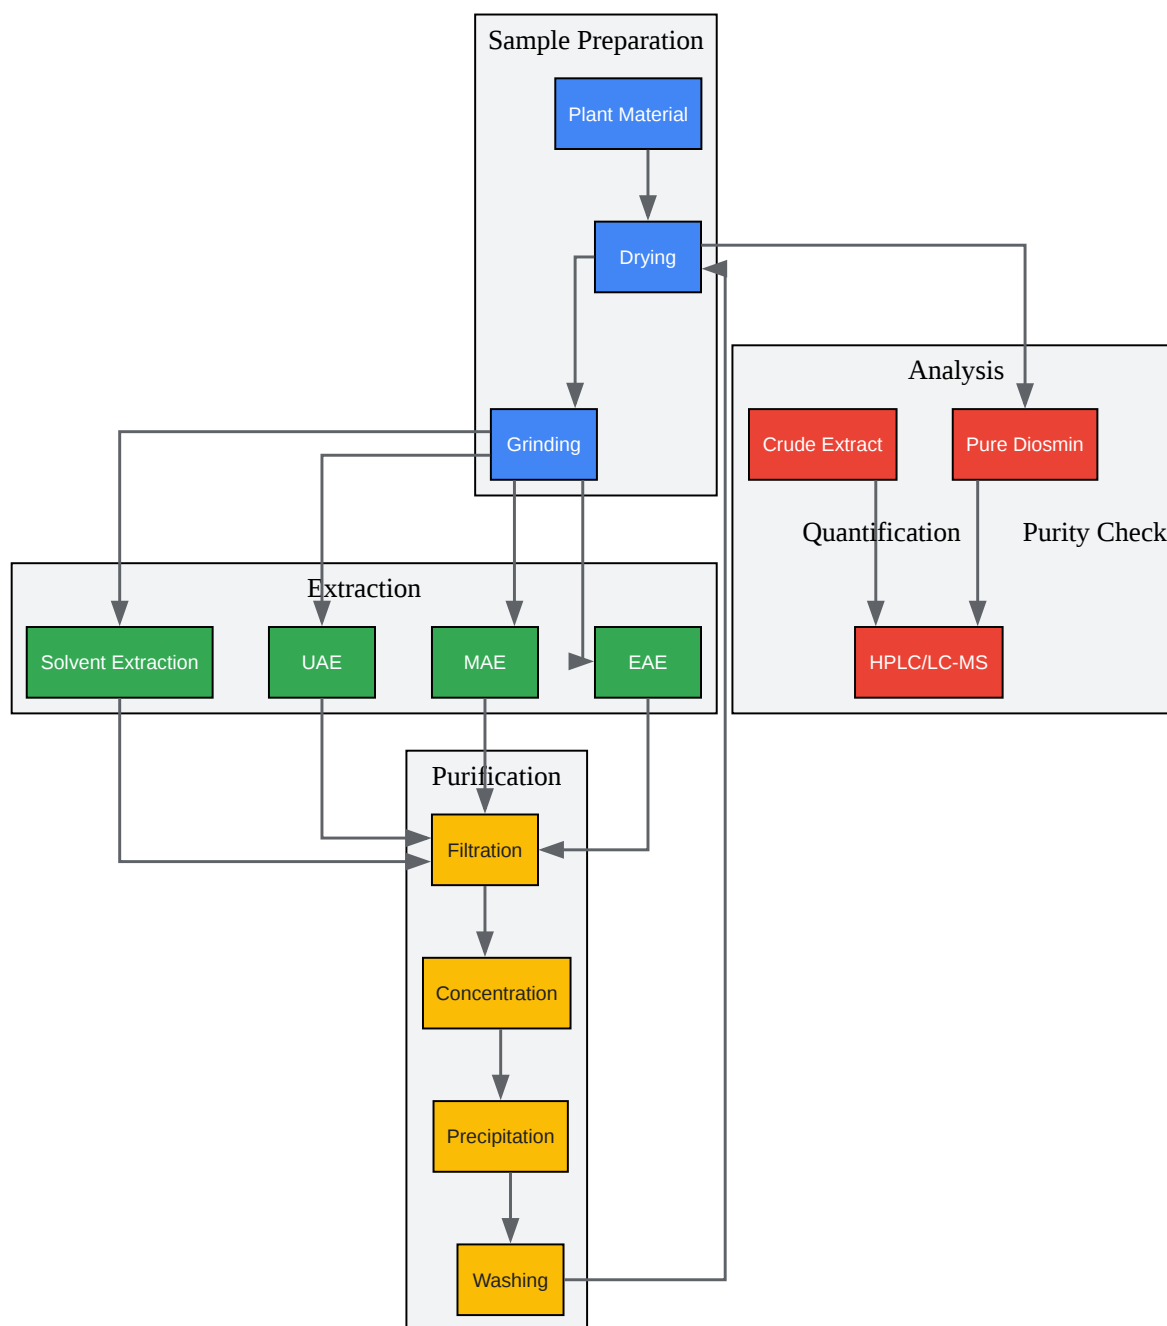 Sample Preparation
Plant Material
Drying
Analysis
Grinding
Crude Extract
Pure Diosmin
Quantification
Purity Check
Extraction
Solvent Extraction
UAE
MAE
EAE
HPLC/LC-MS
Purification
Filtration
Concentration
Precipitation
Washing